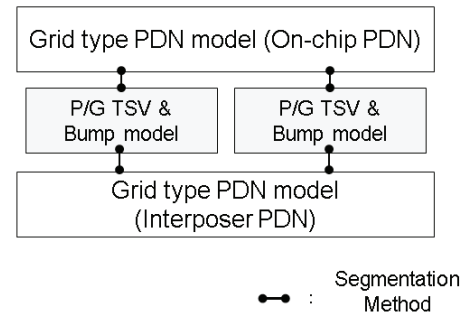 Grid type PDN model (On-chip PDN)
P/G TSV &
Bump model
P/G TSV &
Bump model
Grid type PDN model
(Interposer PDN)
: Segmentation
Method